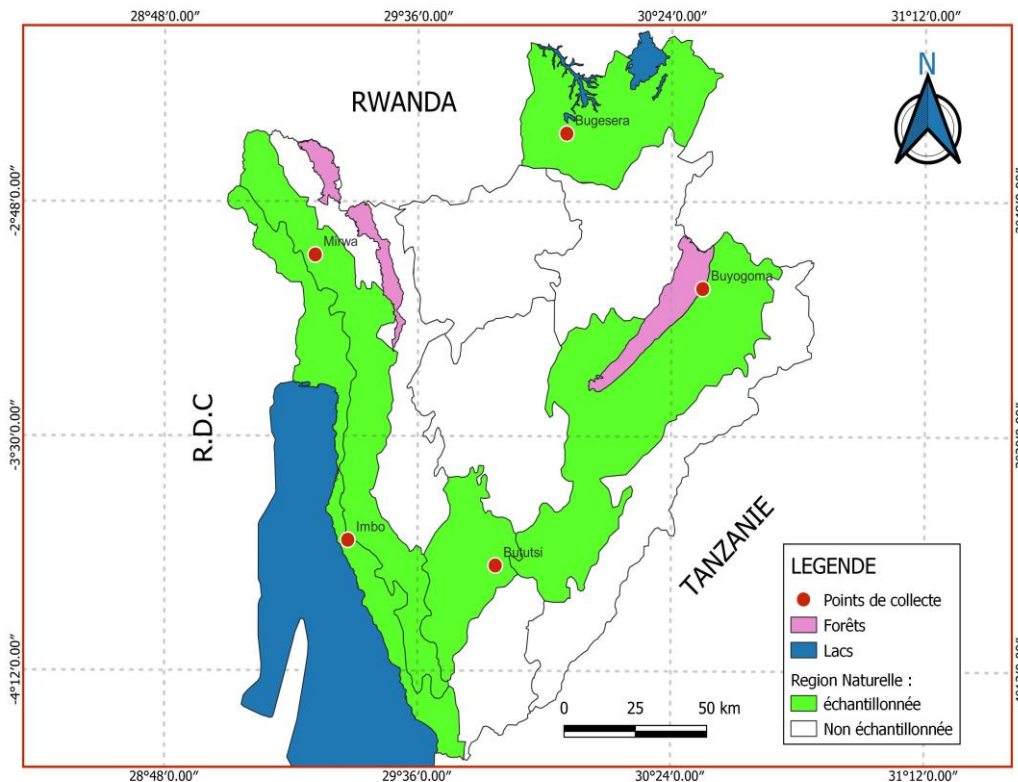 28°48′0.00″ 29°36′0.00″ 30°24′0.00″ 31°12′0.00″
N
RWANDA
Bugesera
-2°48′0.00″
Mirwa
Buyogoma
R.D.C
-3°30′0.00″
Imbo
Bututsi
TANZANIE
LEGENDE
Points de collecte
Forêts
Lacs
Region Naturelle :
échantillonnée
Non échantillonnée
-4°12′0.00″
0 25 50 km
28°48′0.00″ 29°36′0.00″ 30°24′0.00″ 31°12′0.00″